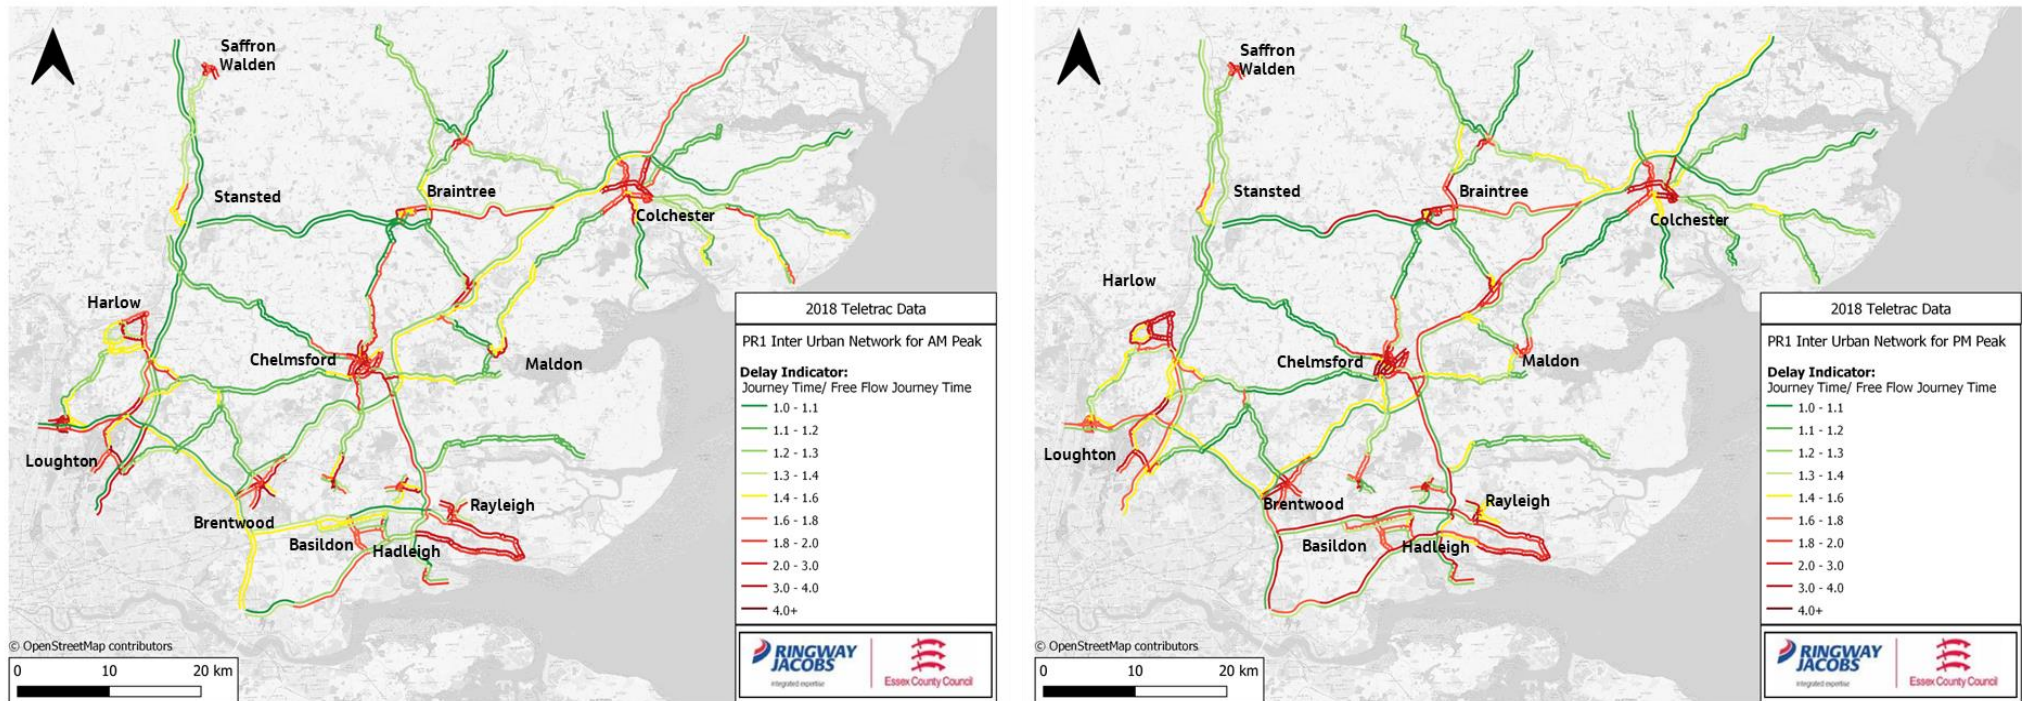 Saffron
Walden
Stansted
Braintree
Colchester
Harlow
Chelmsford
Maldon
Loughton
Brentwood
Rayleigh
Basildon
Hadleigh
2018 Teletrac Data
PR1 Inter Urban Network for AM Peak
Delay Indicator:
Journey Time/ Free Flow Journey Time
1.0 - 1.1
1.1 - 1.2
1.2 - 1.3
1.3 - 1.4
1.4 - 1.6
1.6 - 1.8
1.8 - 2.0
2.0 - 3.0
3.0 - 4.0
4.0+
RINGWAY
JACOBS
integrated expertise
Essex County Council
© OpenStreetMap contributors
0 10 20 km
Saffron
Walden
Stansted
Braintree
Colchester
Harlow
Chelmsford
Maldon
Loughton
Brentwood
Rayleigh
Basildon
Hadleigh
2018 Teletrac Data
PR1 Inter Urban Network for PM Peak
Delay Indicator:
Journey Time/ Free Flow Journey Time
1.0 - 1.1
1.1 - 1.2
1.2 - 1.3
1.3 - 1.4
1.4 - 1.6
1.6 - 1.8
1.8 - 2.0
2.0 - 3.0
3.0 - 4.0
4.0+
RINGWAY
JACOBS
integrated expertise
Essex County Council
© OpenStreetMap contributors
0 10 20 km